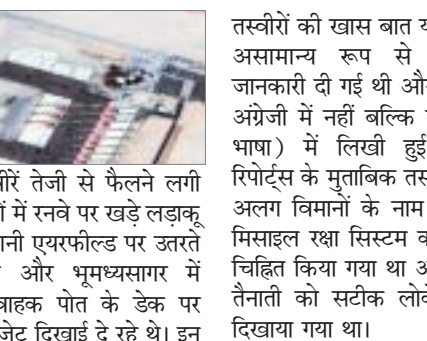 तेजी से फैलने लगी
में रनवे पर खड़े लड़ाकू
एयरफील्ड पर उतरते
और भूमध्यसागर में
पोत के डेक पर
जेट दिखाई दे रहे थे। इन
तस्वीरों की खास बात
असामान्य रूप से
जानकारी दी गई थी
अंग्रेजी में नहीं बल्कि
भाषा) में लिखी हुई
रिपोर्ट्स के मुताबिक
अलग विमानों के नाम
मिसाइल रक्षा सिस्टम
चिह्नित किया गया था
तैनाती को सटीक
दिखाया गया था।